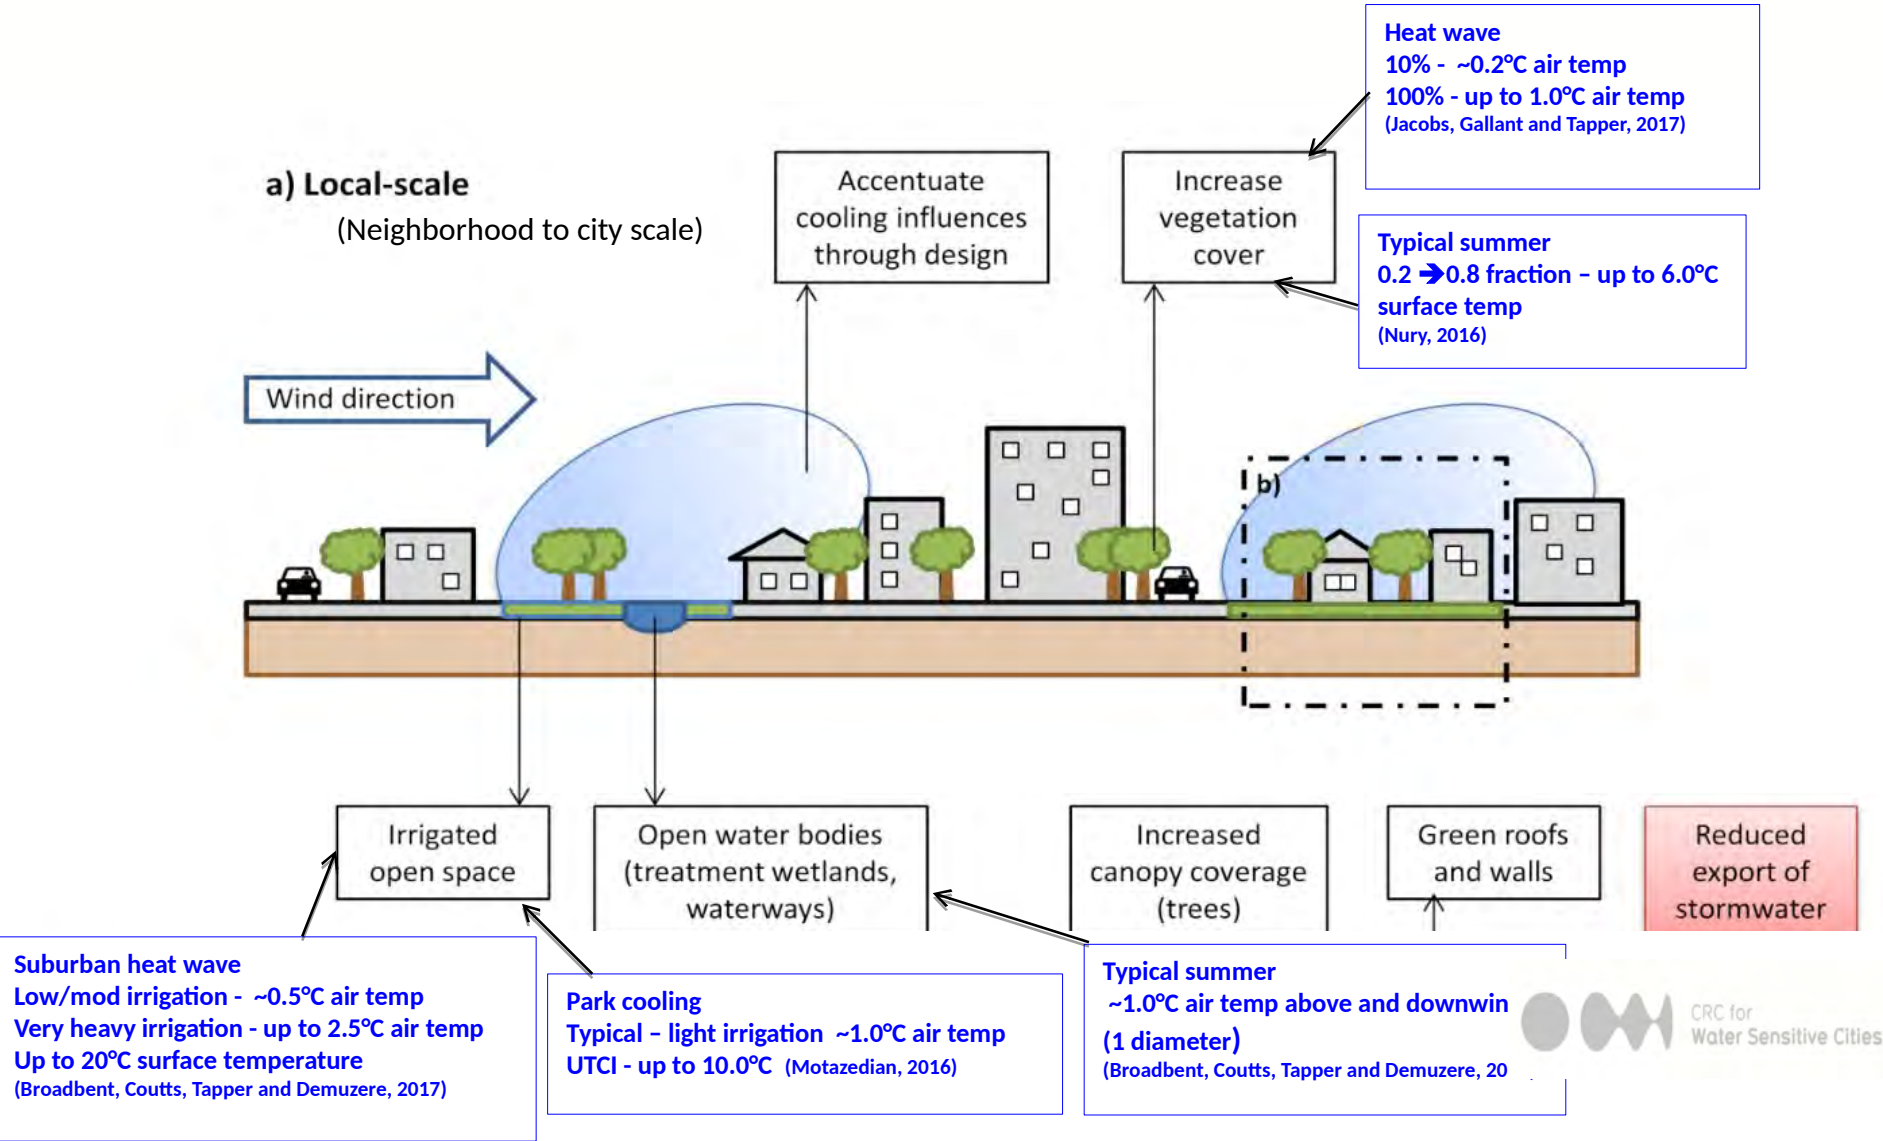 Heat wave
10% - ~0.2°C air temp
100% - up to 1.0°C air temp
(Jacobs, Gallant and Tapper, 2017)
a) Local-scale
(Neighborhood to city scale)
Accentuate
cooling influences
through design
Increase
vegetation
cover
Typical summer
0.2 ➔0.8 fraction – up to 6.0°C
surface temp
(Nury, 2016)
Wind direction
b)
Irrigated
open space
Open water bodies
(treatment wetlands,
waterways)
Increased
canopy coverage
(trees)
Green roofs
and walls
Reduced
export of
stormwater
Suburban heat wave
Low/mod irrigation - ~0.5°C air temp
Very heavy irrigation - up to 2.5°C air temp
Up to 20°C surface temperature
(Broadbent, Coutts, Tapper and Demuzere, 2017)
Park cooling
Typical – light irrigation ~1.0°C air temp
UTCI - up to 10.0°C (Motazedian, 2016)
Typical summer
~1.0°C air temp above and downwin
(1 diameter)
(Broadbent, Coutts, Tapper and Demuzere, 20
CRC for
Water Sensitive Cities